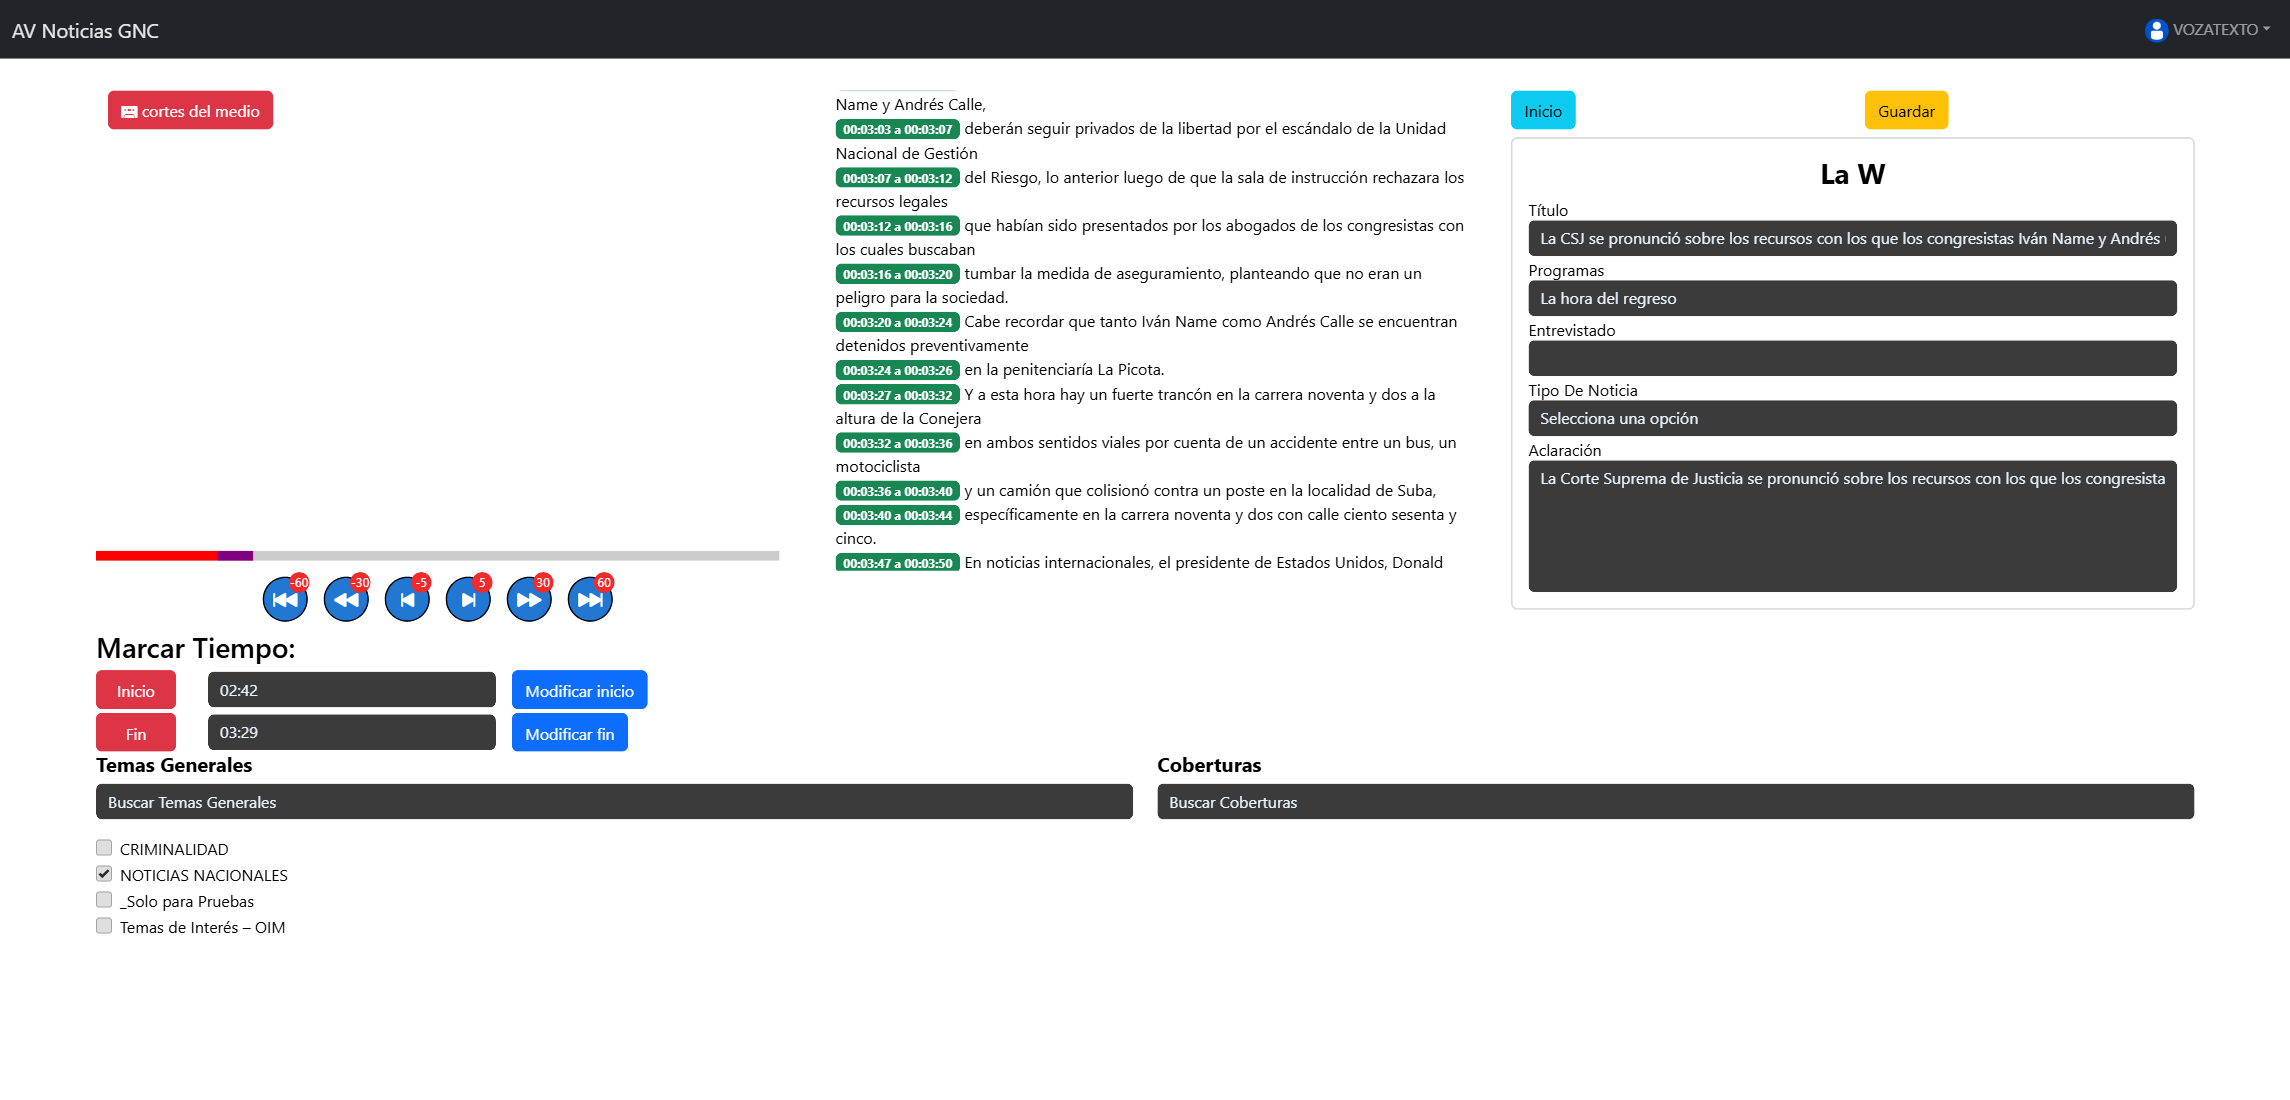 AV Noticias GNC
VOZATEXTO
cortes del medio
-60
-30
-5
5
30
60
Marcar Tiempo:
Inicio
02:42
Modificar inicio
Fin
03:29
Modificar fin
Name y Andrés Calle,
00:03:03 a 00:03:07 deberán seguir privados de la libertad por el escándalo de la Unidad
Nacional de Gestión
00:03:07 a 00:03:12 del Riesgo, lo anterior luego de que la sala de instrucción rechazara los
recursos legales
00:03:12 a 00:03:16 que habían sido presentados por los abogados de los congresistas con
los cuales buscaban
00:03:16 a 00:03:20 tumbar la medida de aseguramiento, planteando que no eran un
peligro para la sociedad.
00:03:20 a 00:03:24 Cabe recordar que tanto Iván Name como Andrés Calle se encuentran
detenidos preventivamente
00:03:24 a 00:03:26 en la penitenciaría La Picota.
00:03:27 a 00:03:32 Y a esta hora hay un fuerte trancón en la carrera noventa y dos a la
altura de la Conejera
00:03:32 a 00:03:36 en ambos sentidos viales por cuenta de un accidente entre un bus, un
motociclista
00:03:36 a 00:03:40 y un camión que colisionó contra un poste en la localidad de Suba,
00:03:40 a 00:03:44 específicamente en la carrera noventa y dos con calle ciento sesenta y
cinco.
00:03:47 a 00:03:50 En noticias internacionales, el presidente de Estados Unidos, Donald
Inicio
Guardar
La W
Título
La CSJ se pronunció sobre los recursos con los que los congresistas Iván Name y Andrés
Programas
La hora del regreso
Entrevistado
Tipo De Noticia
Selecciona una opción
Aclaración
La Corte Suprema de Justicia se pronunció sobre los recursos con los que los congresista
Temas Generales
Buscar Temas Generales
CRIMINALIDAD
NOTICIAS NACIONALES
_Solo para Pruebas
Temas de Interés – OIM
Coberturas
Buscar Coberturas